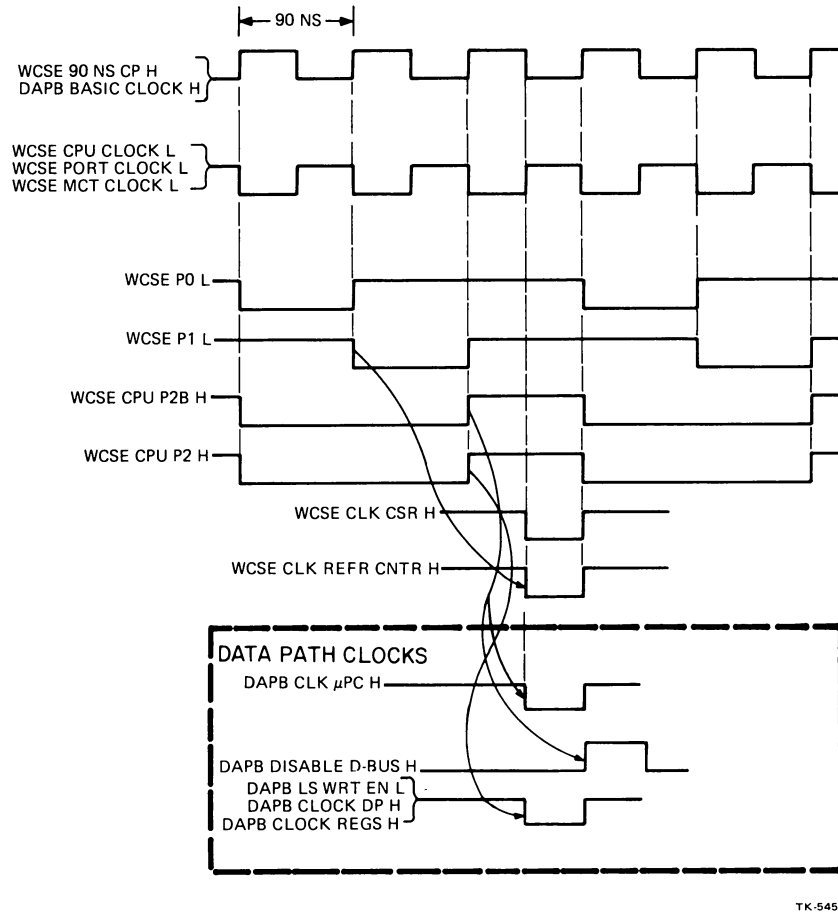 90 NS
WCSE 90 NS CP H
DAPB BASIC CLOCK H
WCSE CPU CLOCK L
WCSE PORT CLOCK L
WCSE MCT CLOCK L
WCSE P0 L
WCSE P1 L
WCSE CPU P2B H
WCSE CPU P2 H
WCSE CLK CSR H
WCSE CLK REFR CNTR H
DATA PATH CLOCKS
DAPB CLK μPC H
DAPB DISABLE D-BUS H
DAPB LS WRT EN L
DAPB CLOCK DP H
DAPB CLOCK REGS H
TK-545